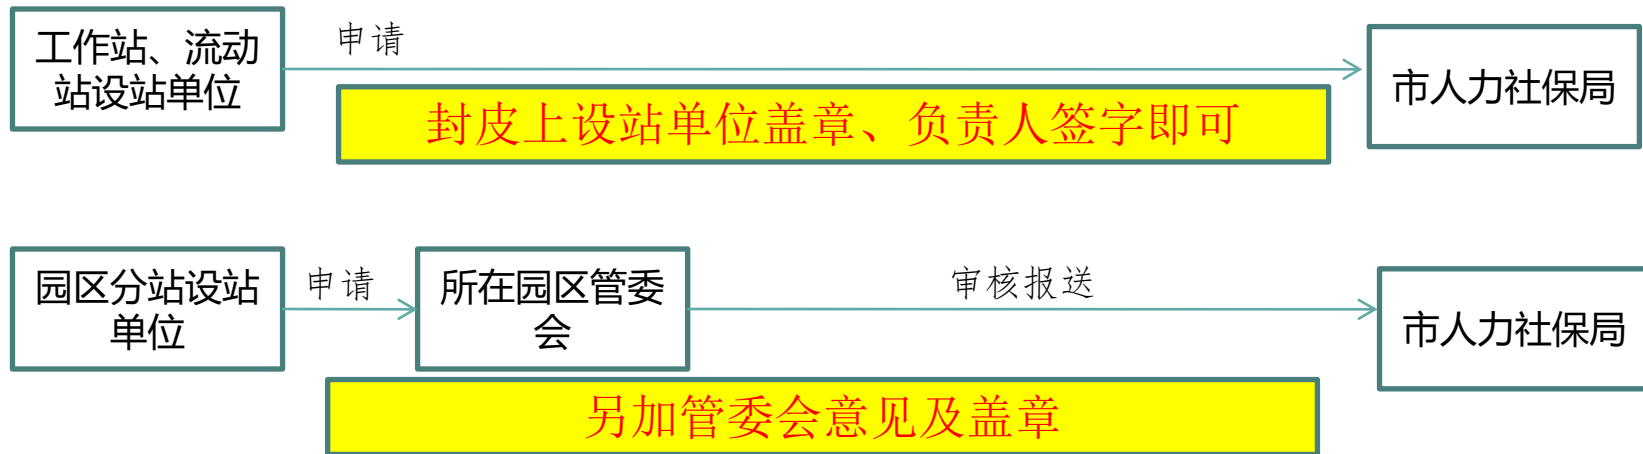 工作站、流动
站设站单位
申请
市人力社保局
封皮上设站单位盖章、负责人签字即可
园区分站设站
单位
申请
所在园区管委
会
审核报送
市人力社保局
另加管委会意见及盖章